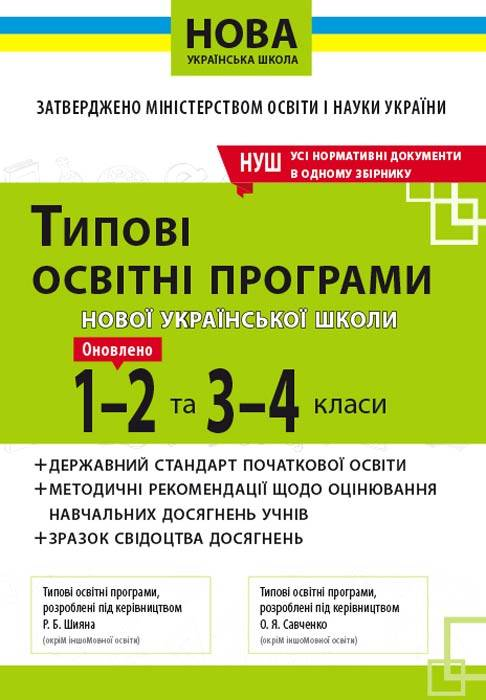 НОВА
УКРАЇНСЬКА ШКОЛА
ЗАТВЕРДЖЕНО МІНІСТЕРСТВОМ ОСВІТИ І НАУКИ УКРАЇНИ
НУШ УСІ НОРМАТИВНІ ДОКУМЕНТИ
В ОДНОМУ ЗБІРНИКУ
ТИПОВІ
ОСВІТНІ ПРОГРАМИ
НОВОЇ УКРАЇНСЬКОЇ ШКОЛИ
Оновлено
1–2 та 3–4 класи
+ДЕРЖАВНИЙ СТАНДАРТ ПОЧАТКОВОЇ ОСВІТИ
+МЕТОДИЧНІ РЕКОМЕНДАЦІЇ ЩОДО ОЦІНЮВАННЯ
НАВЧАЛЬНИХ ДОСЯГНЕНЬ УЧНІВ
+ЗРАЗОК СВІДОЦТВА ДОСЯГНЕНЬ
Типові освітні програми,
розроблені під керівництвом
Р. Б. Шияна
(окріМ іншоМовної освіти)
Типові освітні програми,
розроблені під керівництвом
О. Я. Савченко
(окріМ іншоМовної освіти)